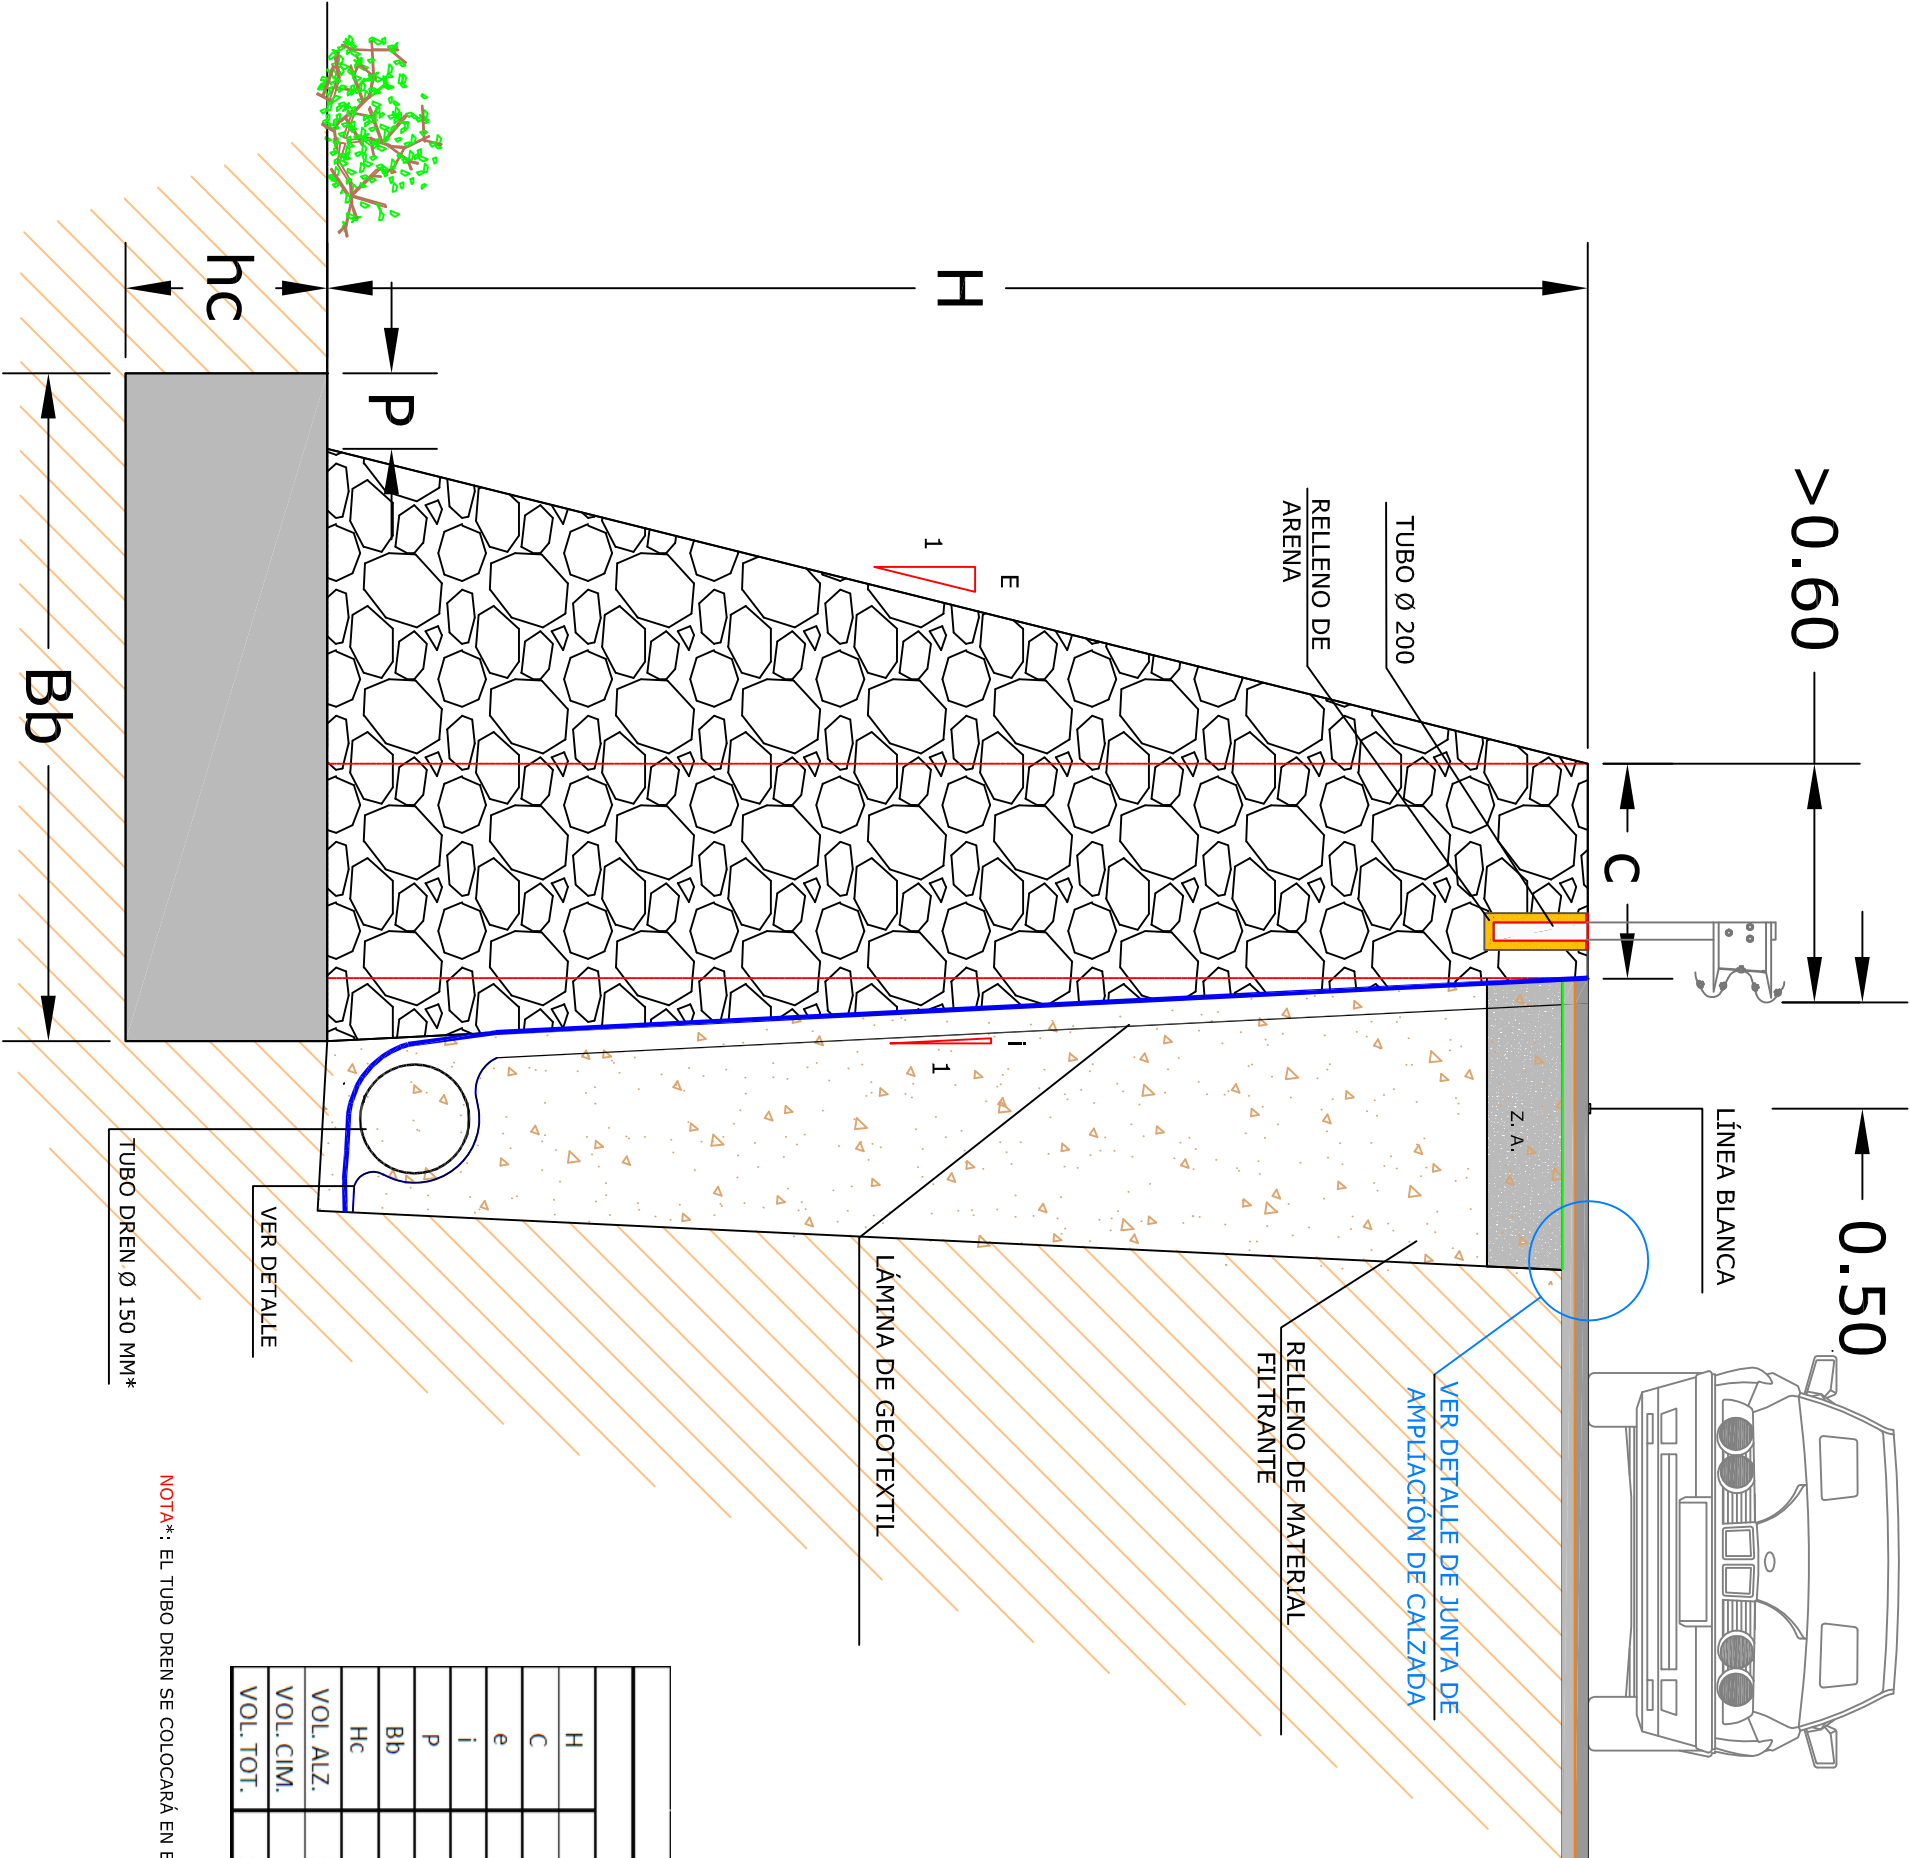 >0.60
0.50
C
LÍNEA BLANCA
TUBO Ø 200
RELLENO DE
ARENA
Z. A.
VER DETALLE DE JUNTA DE
AMPLIACIÓN DE CALZADA
RELLENO DE MATERIAL
FILTRANTE
H
E
1
i
1
LÁMINA DE GEOTEXTIL
P
hc
Bb
VER DETALLE
TUBO DREN Ø 150 MM*
H
C
e
i
P
Bb
Hc
VOL. ALZ.
VOL. CIM.
VOL. TOT.
NOTA*: EL TUBO DREN SE COLOCARÁ EN